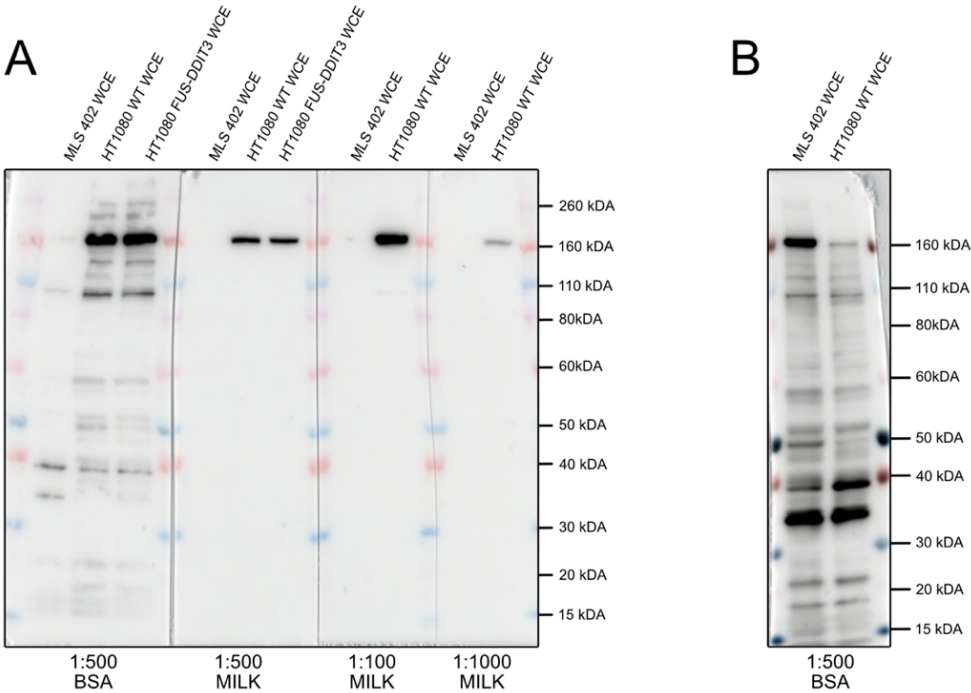 A
B
MLS 402 WCE
HT1080 WT WCE
HT1080 FUS-DDIT3 WCE
MLS 402 WCE
HT1080 WT WCE
HT1080 FUS-DDIT3 WCE
MLS 402 WCE
HT1080 WT WCE
MLS 402 WCE
HT1080 WT WCE
MLS 402 WCE
HT1080 WT WCE
260 kDA
160 kDA
110 kDA
80kDA
60 kDA
50 kDA
40 kDA
30 kDA
20 kDA
15 kDA
160 kDA
110 kDA
80kDA
60kDA
50 kDA
40 kDA
30 kDA
20 kDA
15 kDA
1:500
BSA
1:500
MILK
1:100
MILK
1:1000
MILK
1:500
BSA